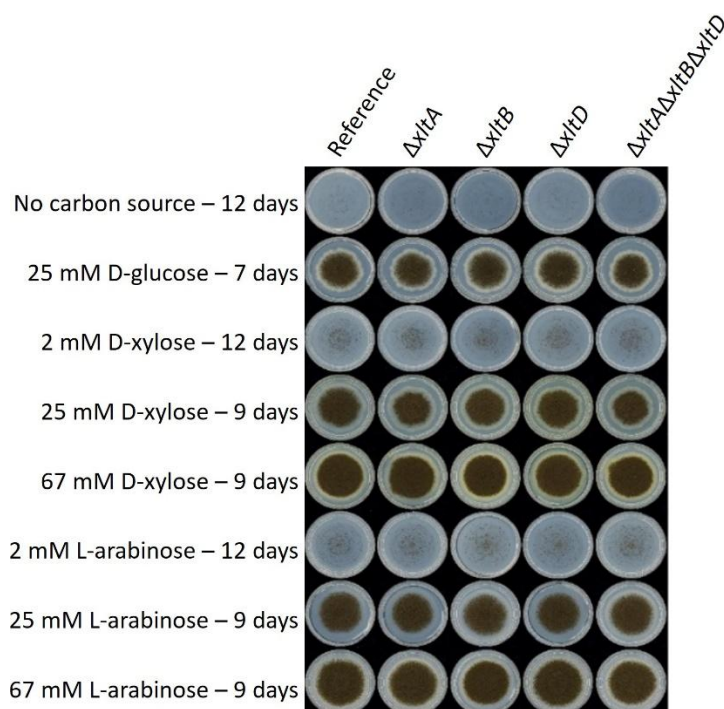 Reference
ΔxltA
ΔxltB
ΔxltD
ΔxltAΔxltBΔxltD
No carbon source – 12 days
25 mM D-glucose – 7 days
2 mM D-xylose – 12 days
25 mM D-xylose – 9 days
67 mM D-xylose – 9 days
2 mM L-arabinose – 12 days
25 mM L-arabinose – 9 days
67 mM L-arabinose – 9 days